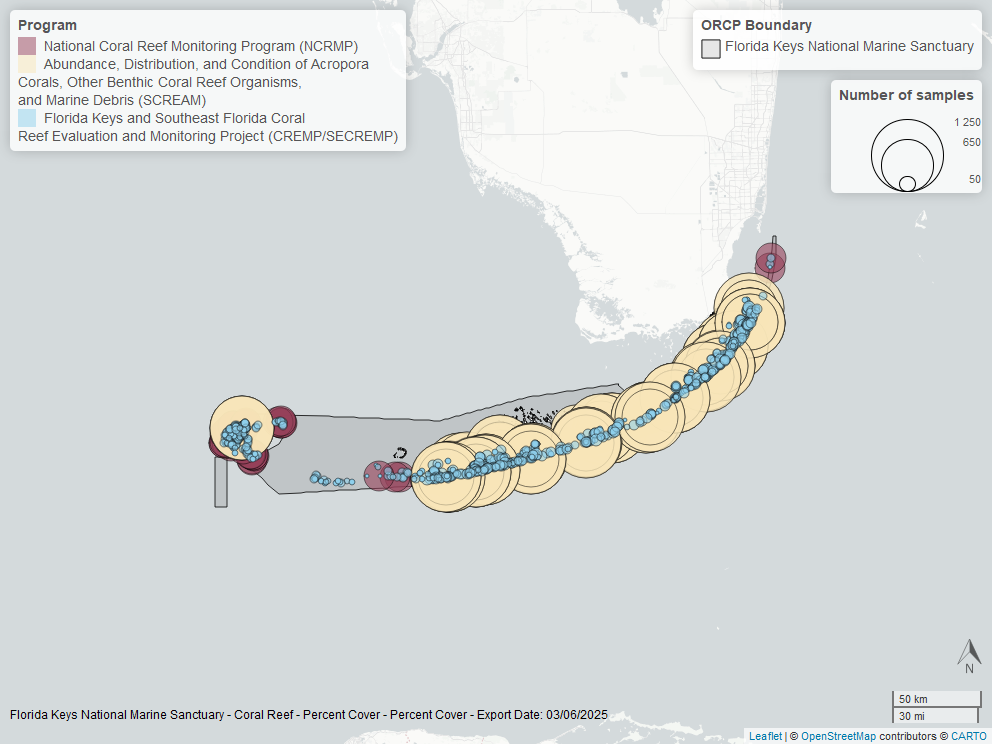 Program
National Coral Reef Monitoring Program (NCRMP)
Abundance, Distribution, and Condition of Acropora
Corals, Other Benthic Coral Reef Organisms,
and Marine Debris (SCREAM)
Florida Keys and Southeast Florida Coral
Reef Evaluation and Monitoring Project (CREMP/SECREMP)
ORCP Boundary
Florida Keys National Marine Sanctuary
Number of samples
1 250
650
50
N
50 km
30 mi
Florida Keys National Marine Sanctuary - Coral Reef - Percent Cover - Percent Cover - Export Date: 03/06/2025
Leaflet | © OpenStreetMap contributors © CARTO